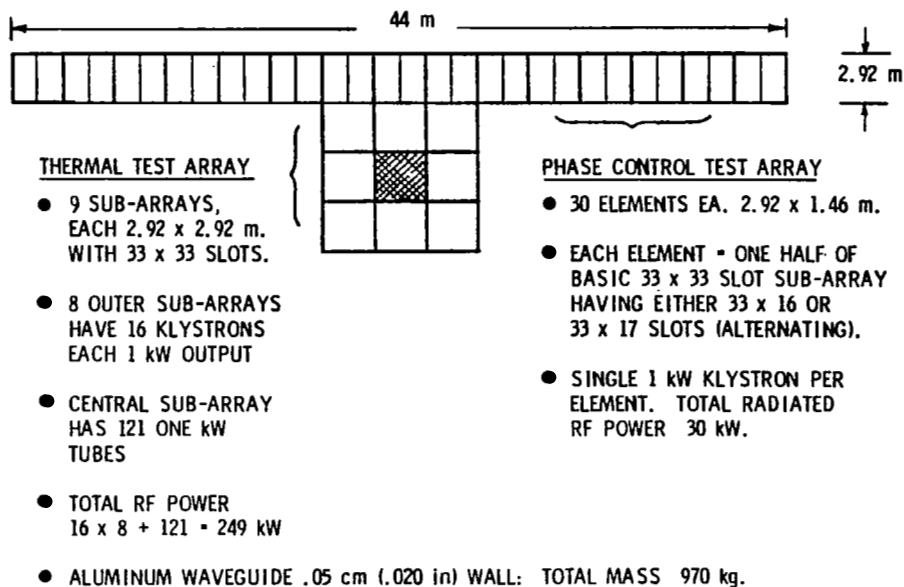 44 m
2.92 m
THERMAL TEST ARRAY
● 9 SUB-ARRAYS,
EACH 2.92 x 2.92 m.
WITH 33 x 33 SLOTS.
● 8 OUTER SUB-ARRAYS
HAVE 16 KLYSTRONS
EACH 1 kW OUTPUT
● CENTRAL SUB-ARRAY
HAS 121 ONE kW
TUBES
● TOTAL RF POWER
16 x 8 + 121 = 249 kW
PHASE CONTROL TEST ARRAY
● 30 ELEMENTS EA. 2.92 x 1.46 m.
● EACH ELEMENT = ONE HALF OF
BASIC 33 x 33 SLOT SUB-ARRAY
HAVING EITHER 33 x 16 OR
33 x 17 SLOTS (ALTERNATING).
● SINGLE 1 kW KLYSTRON PER
ELEMENT. TOTAL RADIATED
RF POWER 30 kW.
● ALUMINUM WAVEGUIDE .05 cm (.020 in) WALL: TOTAL MASS 970 kg.